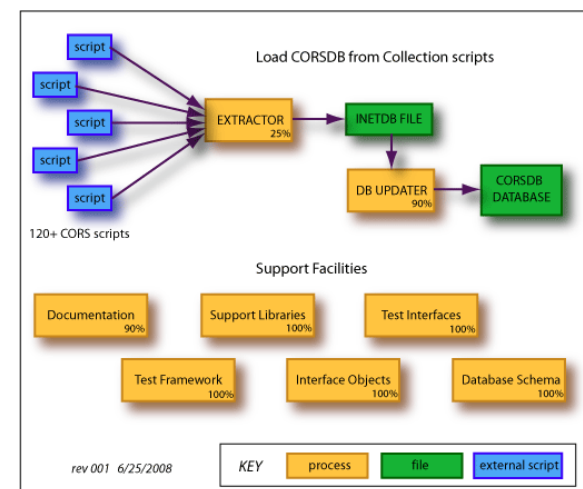 script
Load CORSDB from Collection scripts
script
script
EXTRACTOR
25%
INETDB FILE
script
script
DB UPDATER
90%
CORSDB
DATABASE
120+ CORS scripts
Support Facilities
Documentation
90%
Support Libraries
100%
Test Interfaces
100%
Test Framework
100%
Interface Objects
100%
Database Schema
100%
rev 001 6/25/2008
KEY
process
file
external script